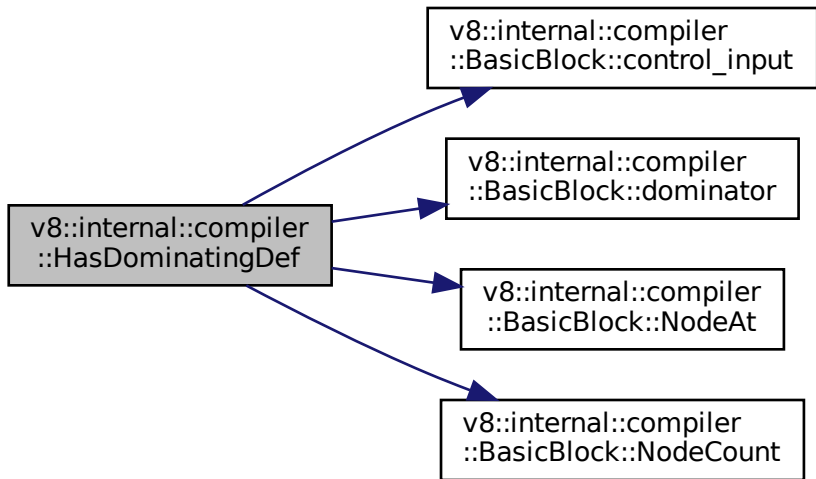 v8::internal::compiler
::BasicBlock::control_input
v8::internal::compiler
::BasicBlock::dominator
v8::internal::compiler
::HasDominatingDef
v8::internal::compiler
::BasicBlock::NodeAt
v8::internal::compiler
::BasicBlock::NodeCount